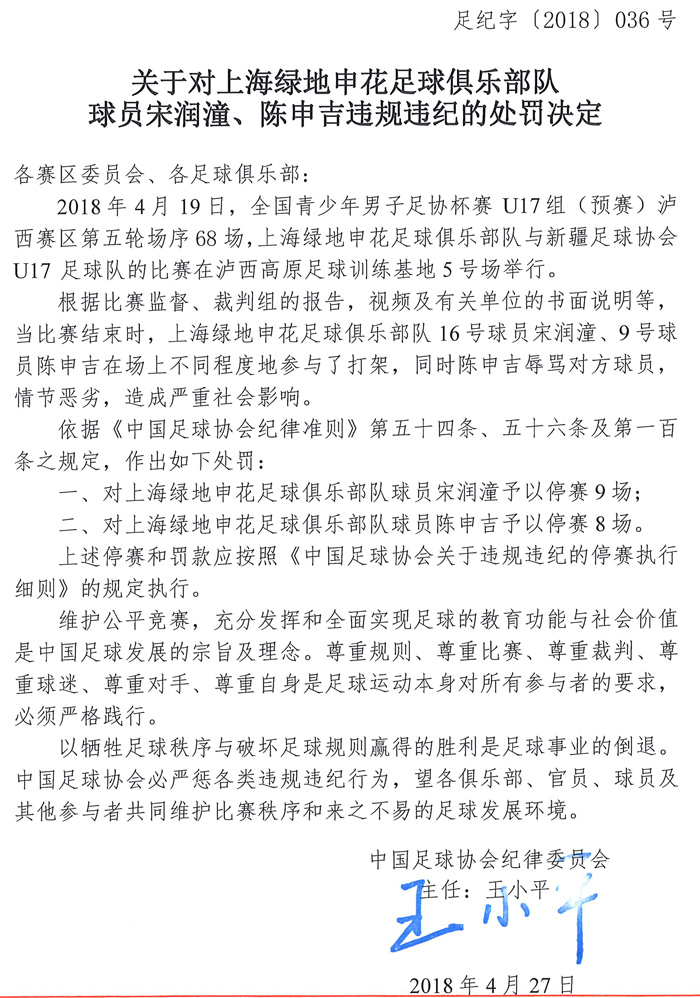 足纪字〔2018〕036 号
关于对上海绿地申花足球俱乐部队
球员宋润潼、陈申吉违规违纪的处罚决定
各赛区委员会、各足球俱乐部：
2018 年 4 月 19 日，全国青少年男子足协杯赛 U17 组（预赛）泸
西赛区第五轮场序 68 场，上海绿地申花足球俱乐部队与新疆足球协会
U17 足球队的比赛在泸西高原足球训练基地 5 号场举行。
根据比赛监督、裁判组的报告，视频及有关单位的书面说明等，
当比赛结束时，上海绿地申花足球俱乐部队 16 号球员宋润潼、9 号球
员陈申吉在场上不同程度地参与了打架，同时陈申吉辱骂对方球员，
情节恶劣，造成严重社会影响。
依据《中国足球协会纪律准则》第五十四条、五十六条及第一百
条之规定，作出如下处罚：
一、对上海绿地申花足球俱乐部队球员宋润潼予以停赛 9 场；
二、对上海绿地申花足球俱乐部队球员陈申吉予以停赛 8 场。
上述停赛和罚款应按照《中国足球协会关于违规违纪的停赛执行
细则》的规定执行。
维护公平竞赛，充分发挥和全面实现足球的教育功能与社会价值
是中国足球发展的宗旨及理念。尊重规则、尊重比赛、尊重裁判、尊
重球迷、尊重对手、尊重自身是足球运动本身对所有参与者的要求，
必须严格践行。
以牺牲足球秩序与破坏足球规则赢得的胜利是足球事业的倒退。
中国足球协会必严惩各类违规违纪行为，望各俱乐部、官员、球员及
其他参与者共同维护比赛秩序和来之不易的足球发展环境。
中国足球协会纪律委员会
主任：王小平
王小平
2018 年 4 月 27 日